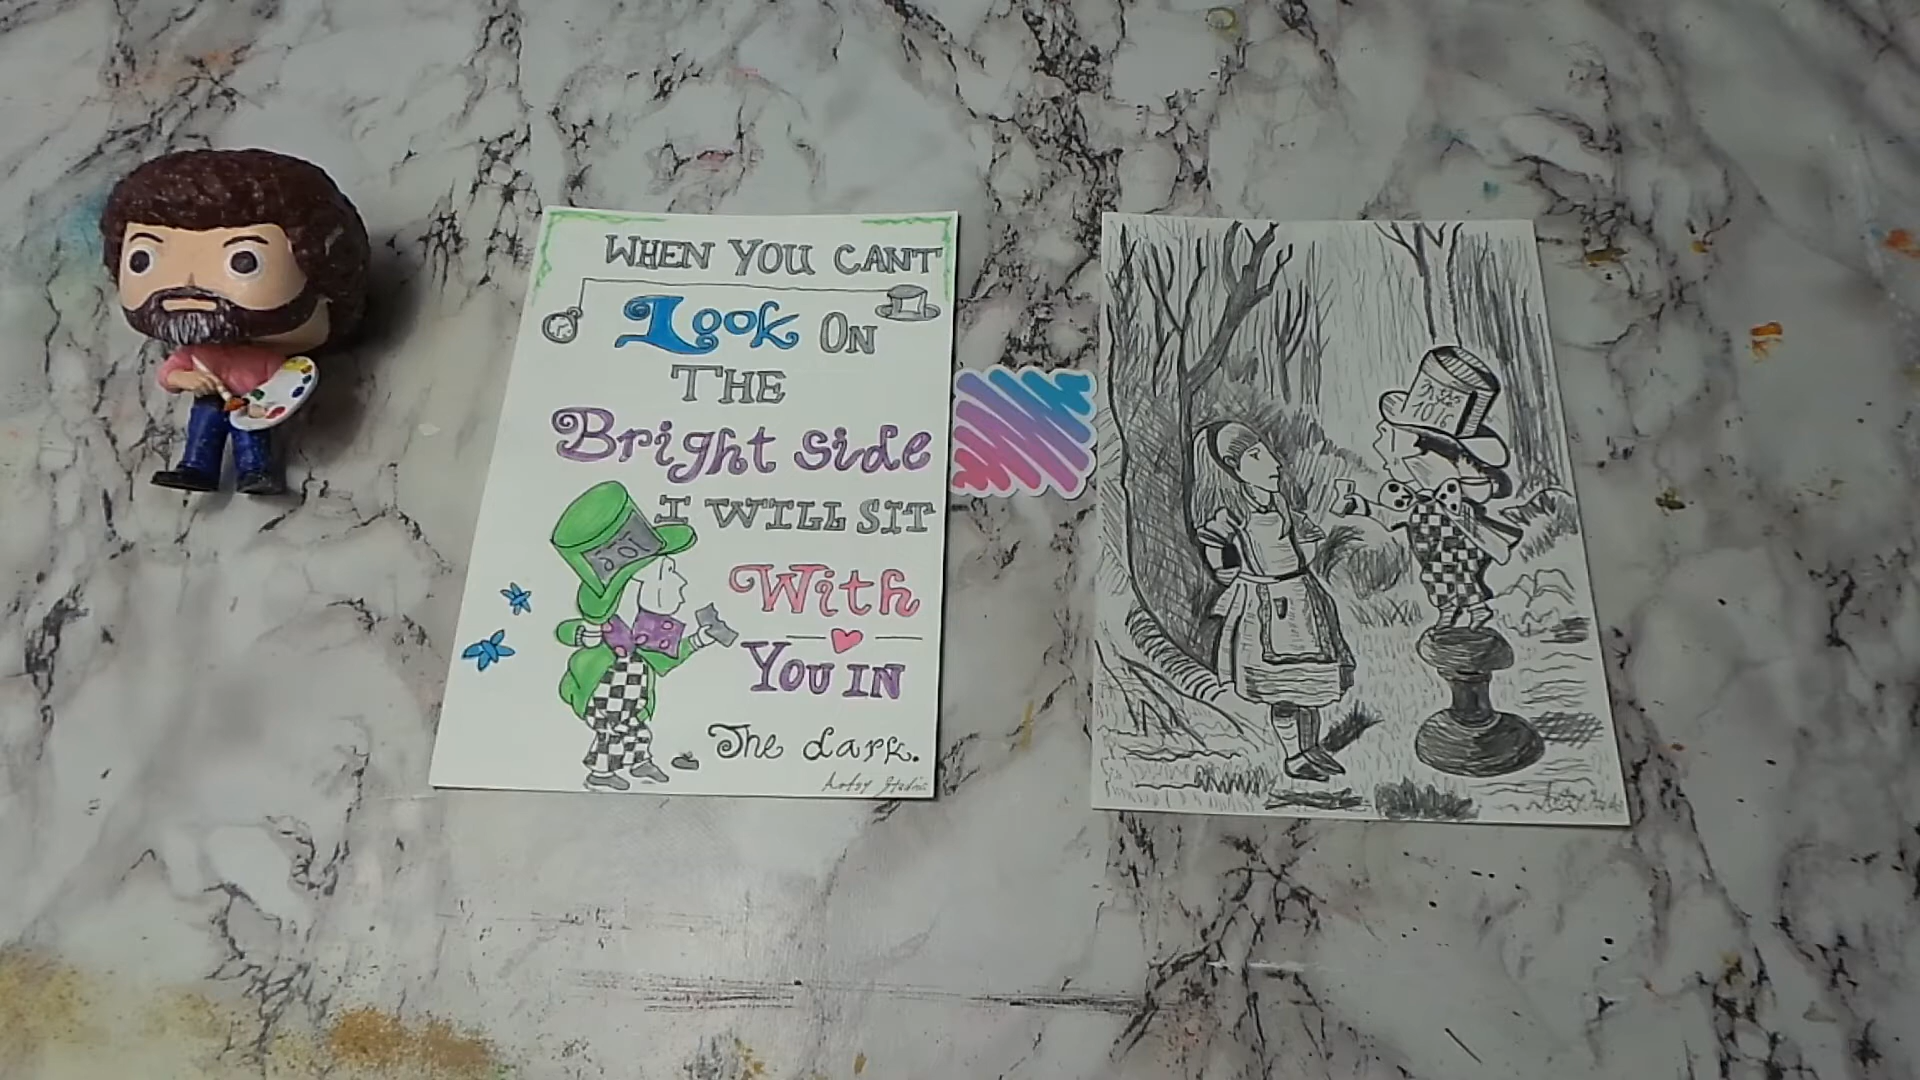 WHEN YOU CANT
Look ON
THE
Bright side
I WILL SIT
With
YOU IN
The dark.